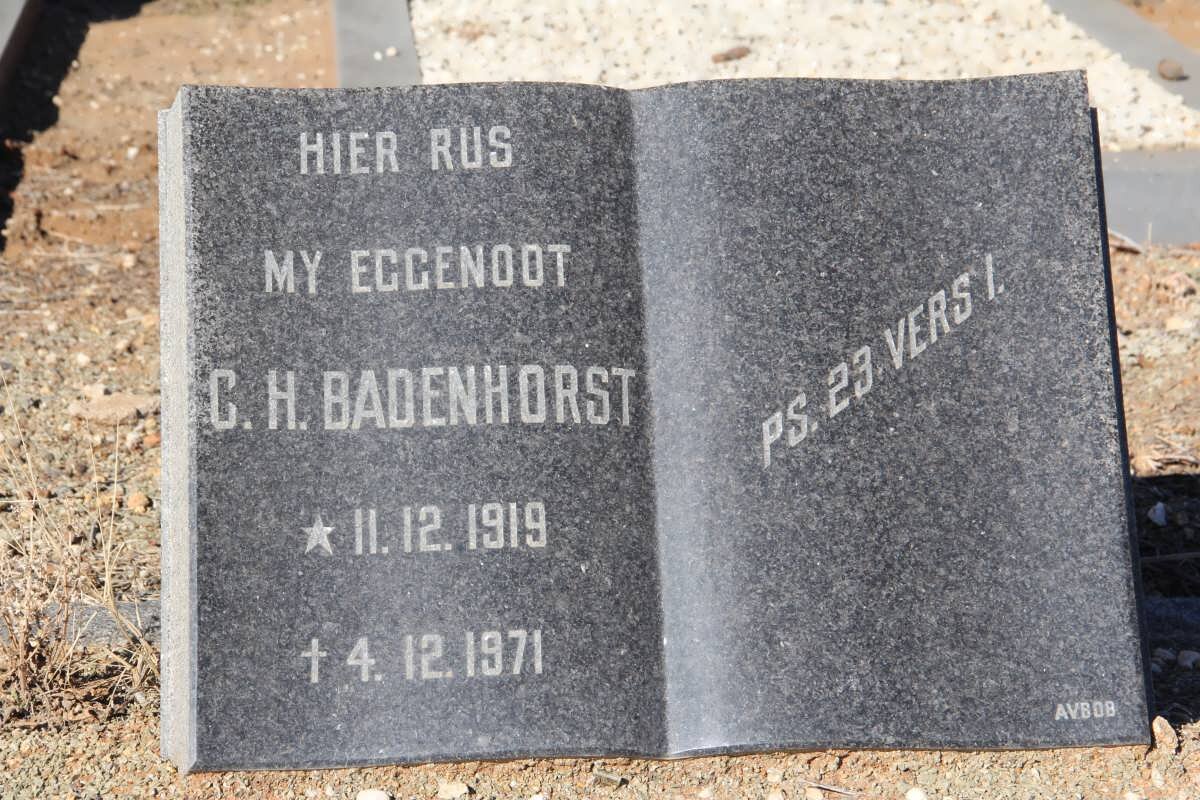 HIER RUS
MY EGGENOOT
C. H. BADENHORST
★ 11. 12. 1919
† 4. 12. 1971
PS. 23. VERS 1.
AVBOB